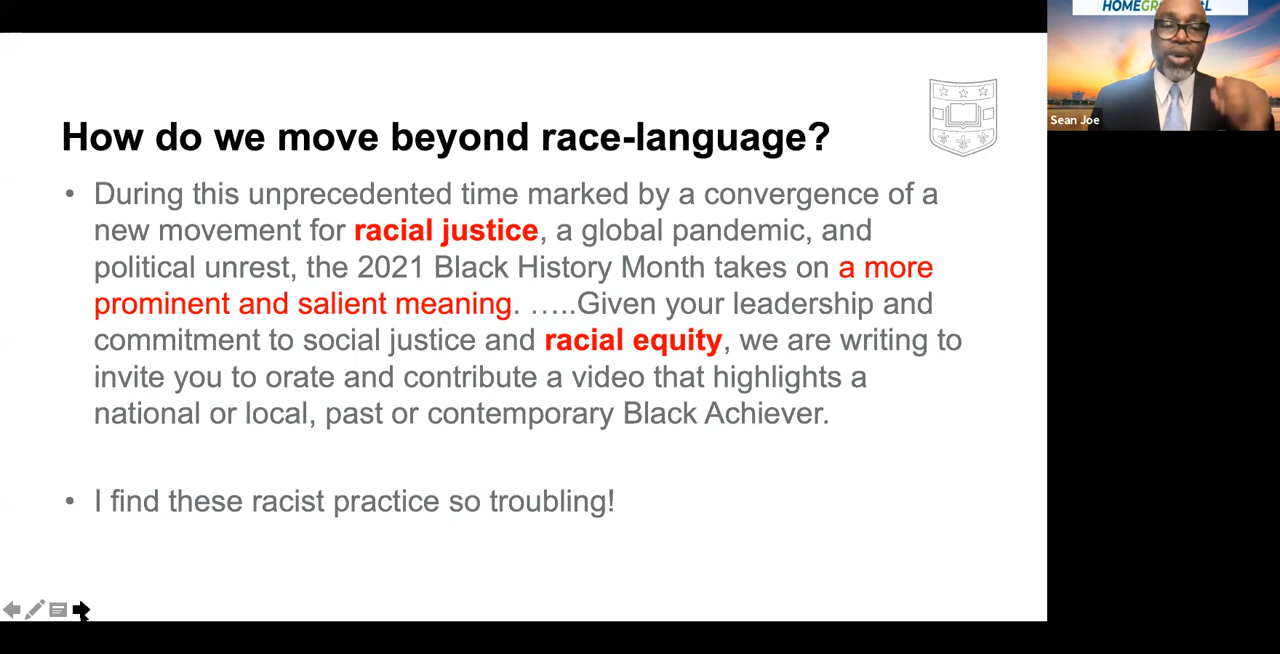 HOMEGR
L
Sean Joe
How do we move beyond race-language?
• During this unprecedented time marked by a convergence of a
new movement for racial justice, a global pandemic, and
political unrest, the 2021 Black History Month takes on a more
prominent and salient meaning. …..Given your leadership and
commitment to social justice and racial equity, we are writing to
invite you to orate and contribute a video that highlights a
national or local, past or contemporary Black Achiever.
• I find these racist practice so troubling!